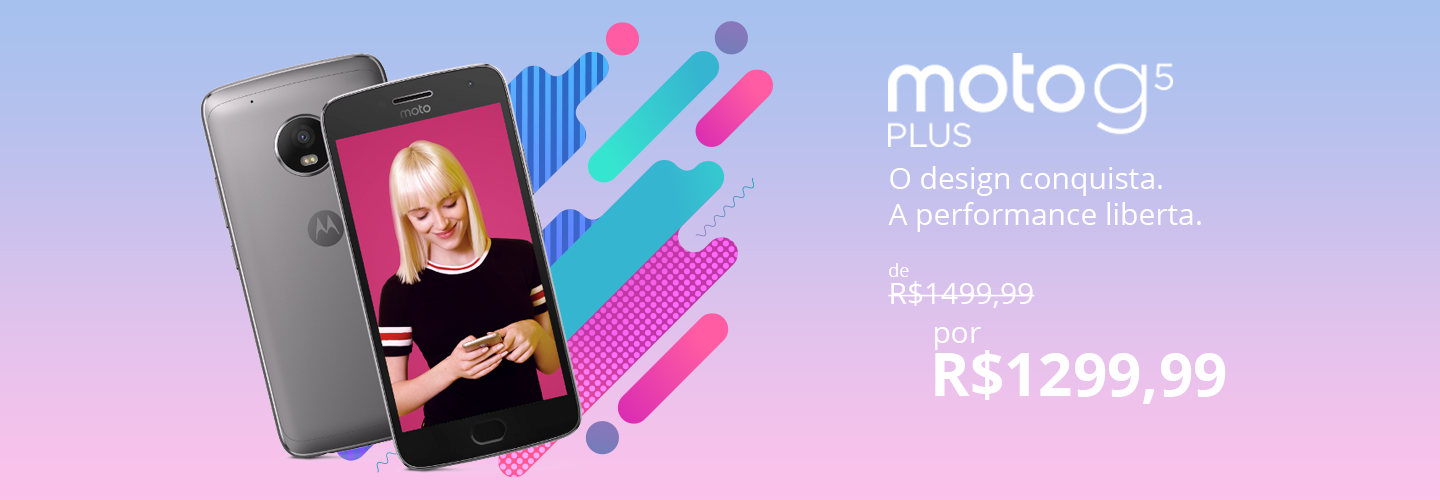 moto
moto g5
PLUS
O design conquista.
A performance liberta.
de
R$1499,99
por
R$1299,99